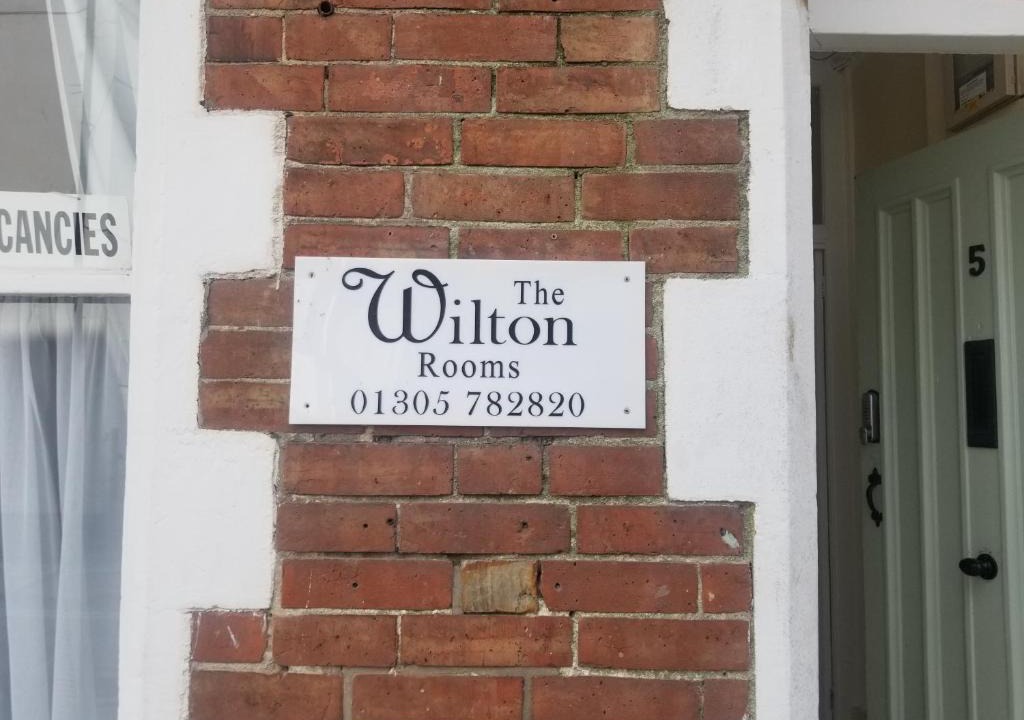 CANCIES
The
Wilton
Rooms
01305 782820
5